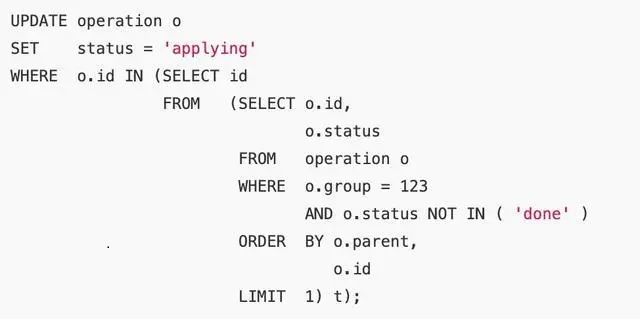 UPDATE operation o
SET    status = 'applying'
WHERE  o.id IN (SELECT id
                FROM   (SELECT o.id,
                               o.status
                        FROM   operation o
                        WHERE  o.group = 123
                               AND o.status NOT IN ( 'done' )
                        ORDER  BY o.parent,
                                  o.id
                        LIMIT  1) t);